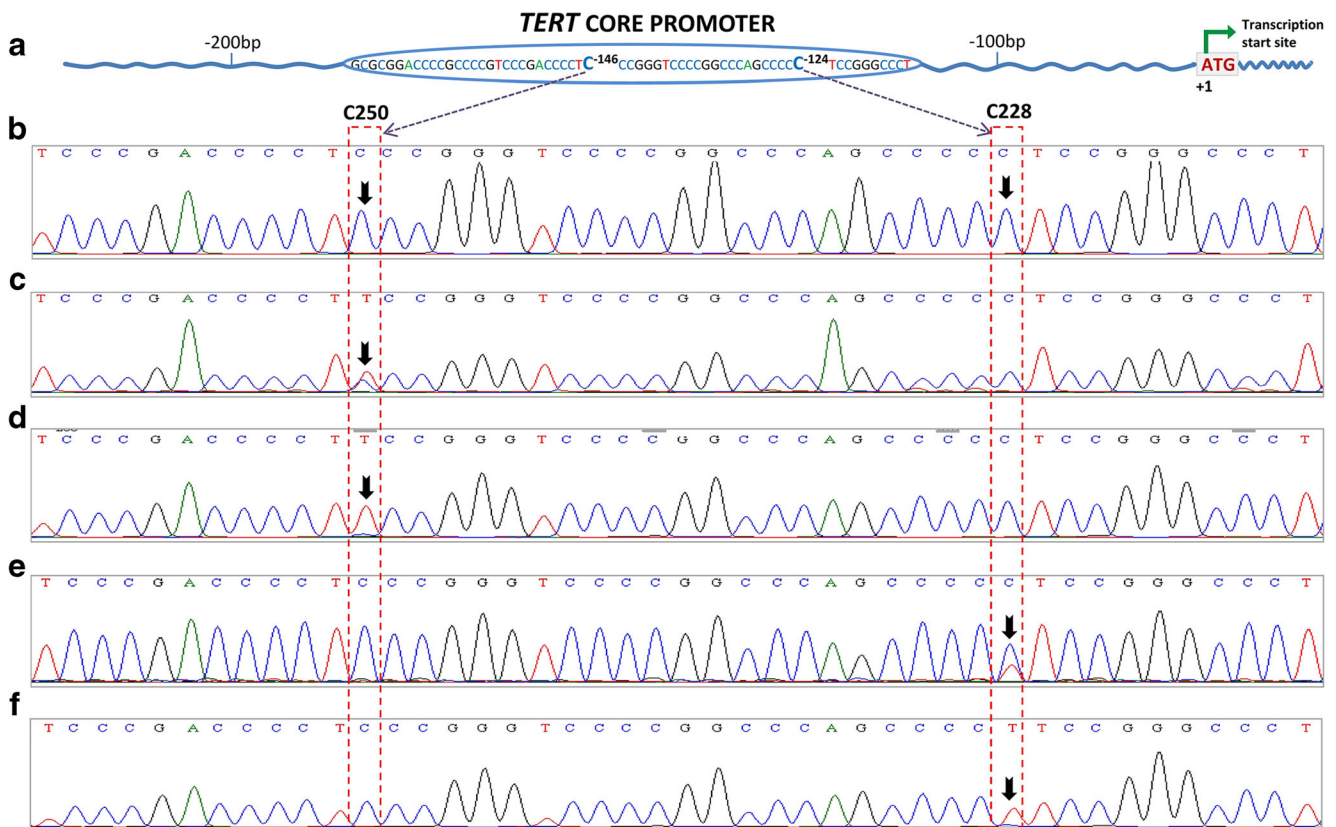 TERT CORE PROMOTER
a
-200bp
GCGCGGACCCCGCCCCGTCCCGACCCCTC-146CCGGGTCCCCGGCCCAGCCCCC-124TCCGGGCCCT
-100bp
Transcription
start site
ATG
+1
C250
C228
b
T C C C G A C C C C T C C C G G G T C C C C G G C C C A G C C C C C T C C G G G C C C T
c
T C C C G A C C C C T T C C G G G T C C C C G G C C C A G C C C C C T C C G G G C C C T
d
T C C C G A C C C C T T C C G G G T C C C C G G C C C A G C C C C C T C C G G G C C C T
e
T C C C G A C C C C T C C C G G G T C C C C G G C C C A G C C C C C T C C G G G C C C T
f
T C C C G A C C C C T C C C G G G T C C C C G G C C C A G C C C C T T C C G G G C C C T